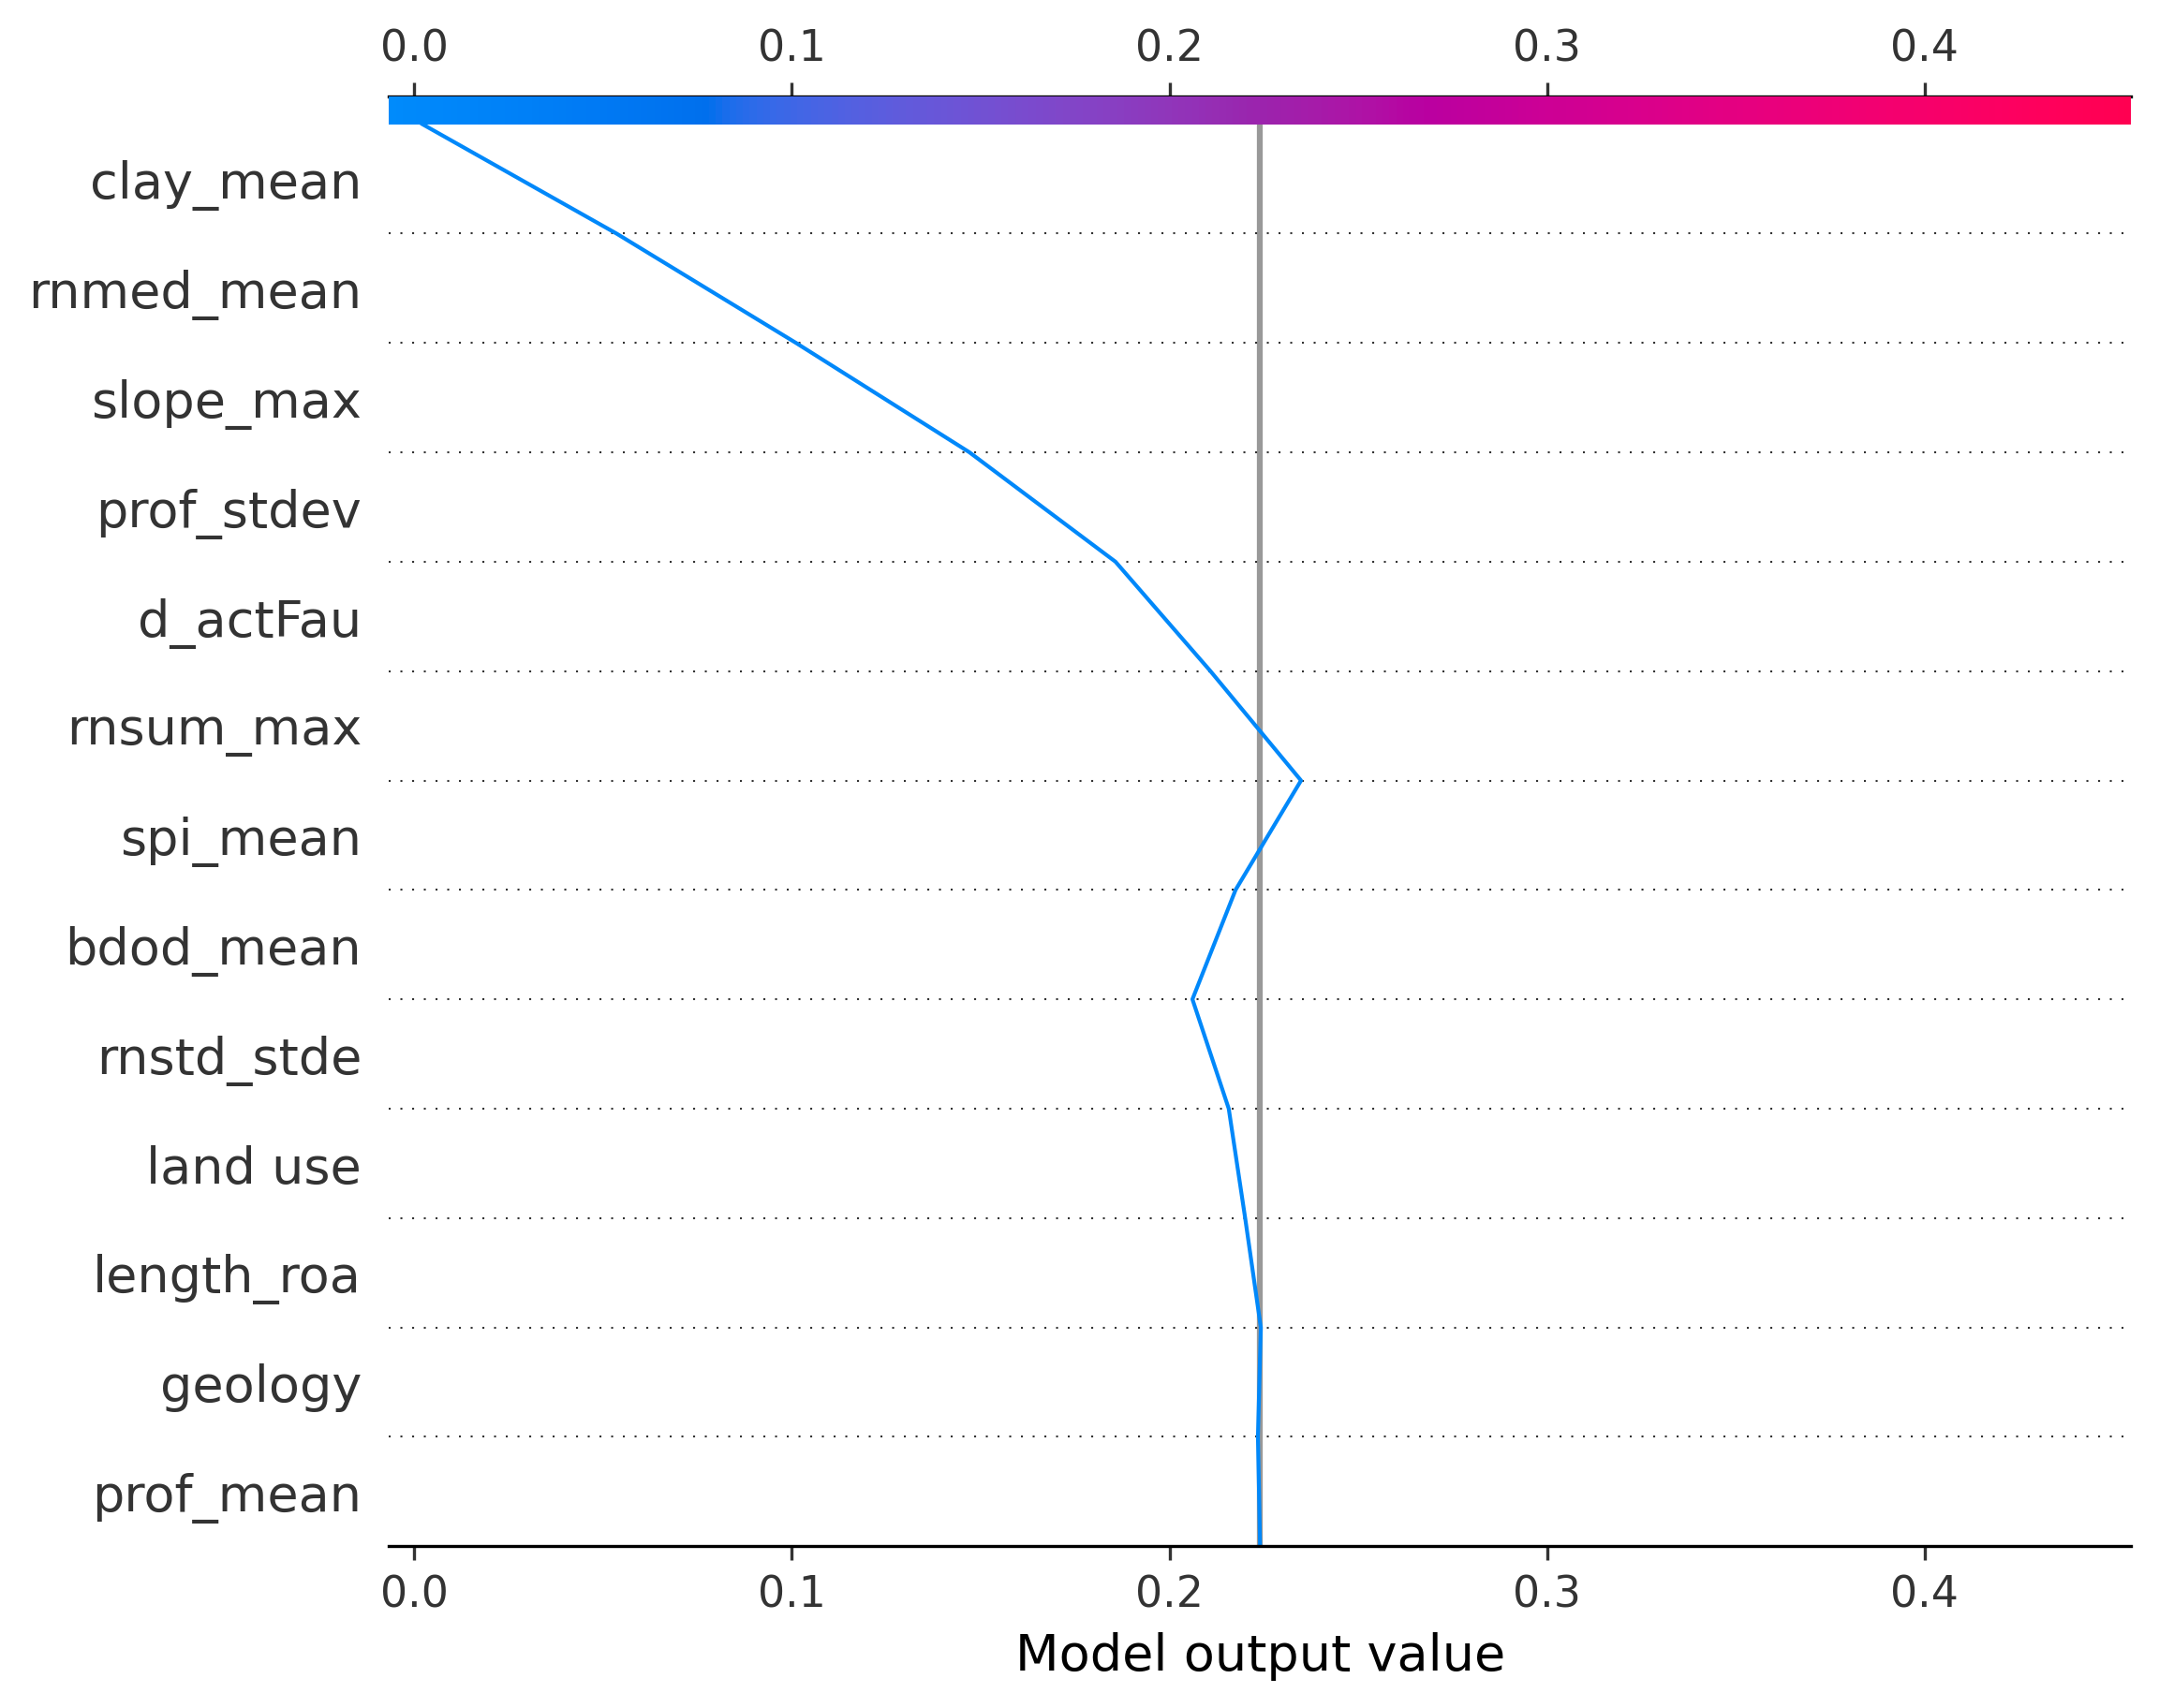 0.0 0.1 0.2 0.3 0.4
clay_mean
rnmed_mean
slope_max
prof_stdev
d_actFau
rnsum_max
spi_mean
bdod_mean
rnstd_stde
land use
length_roa
geology
prof_mean
0.0 0.1 0.2 0.3 0.4
Model output value